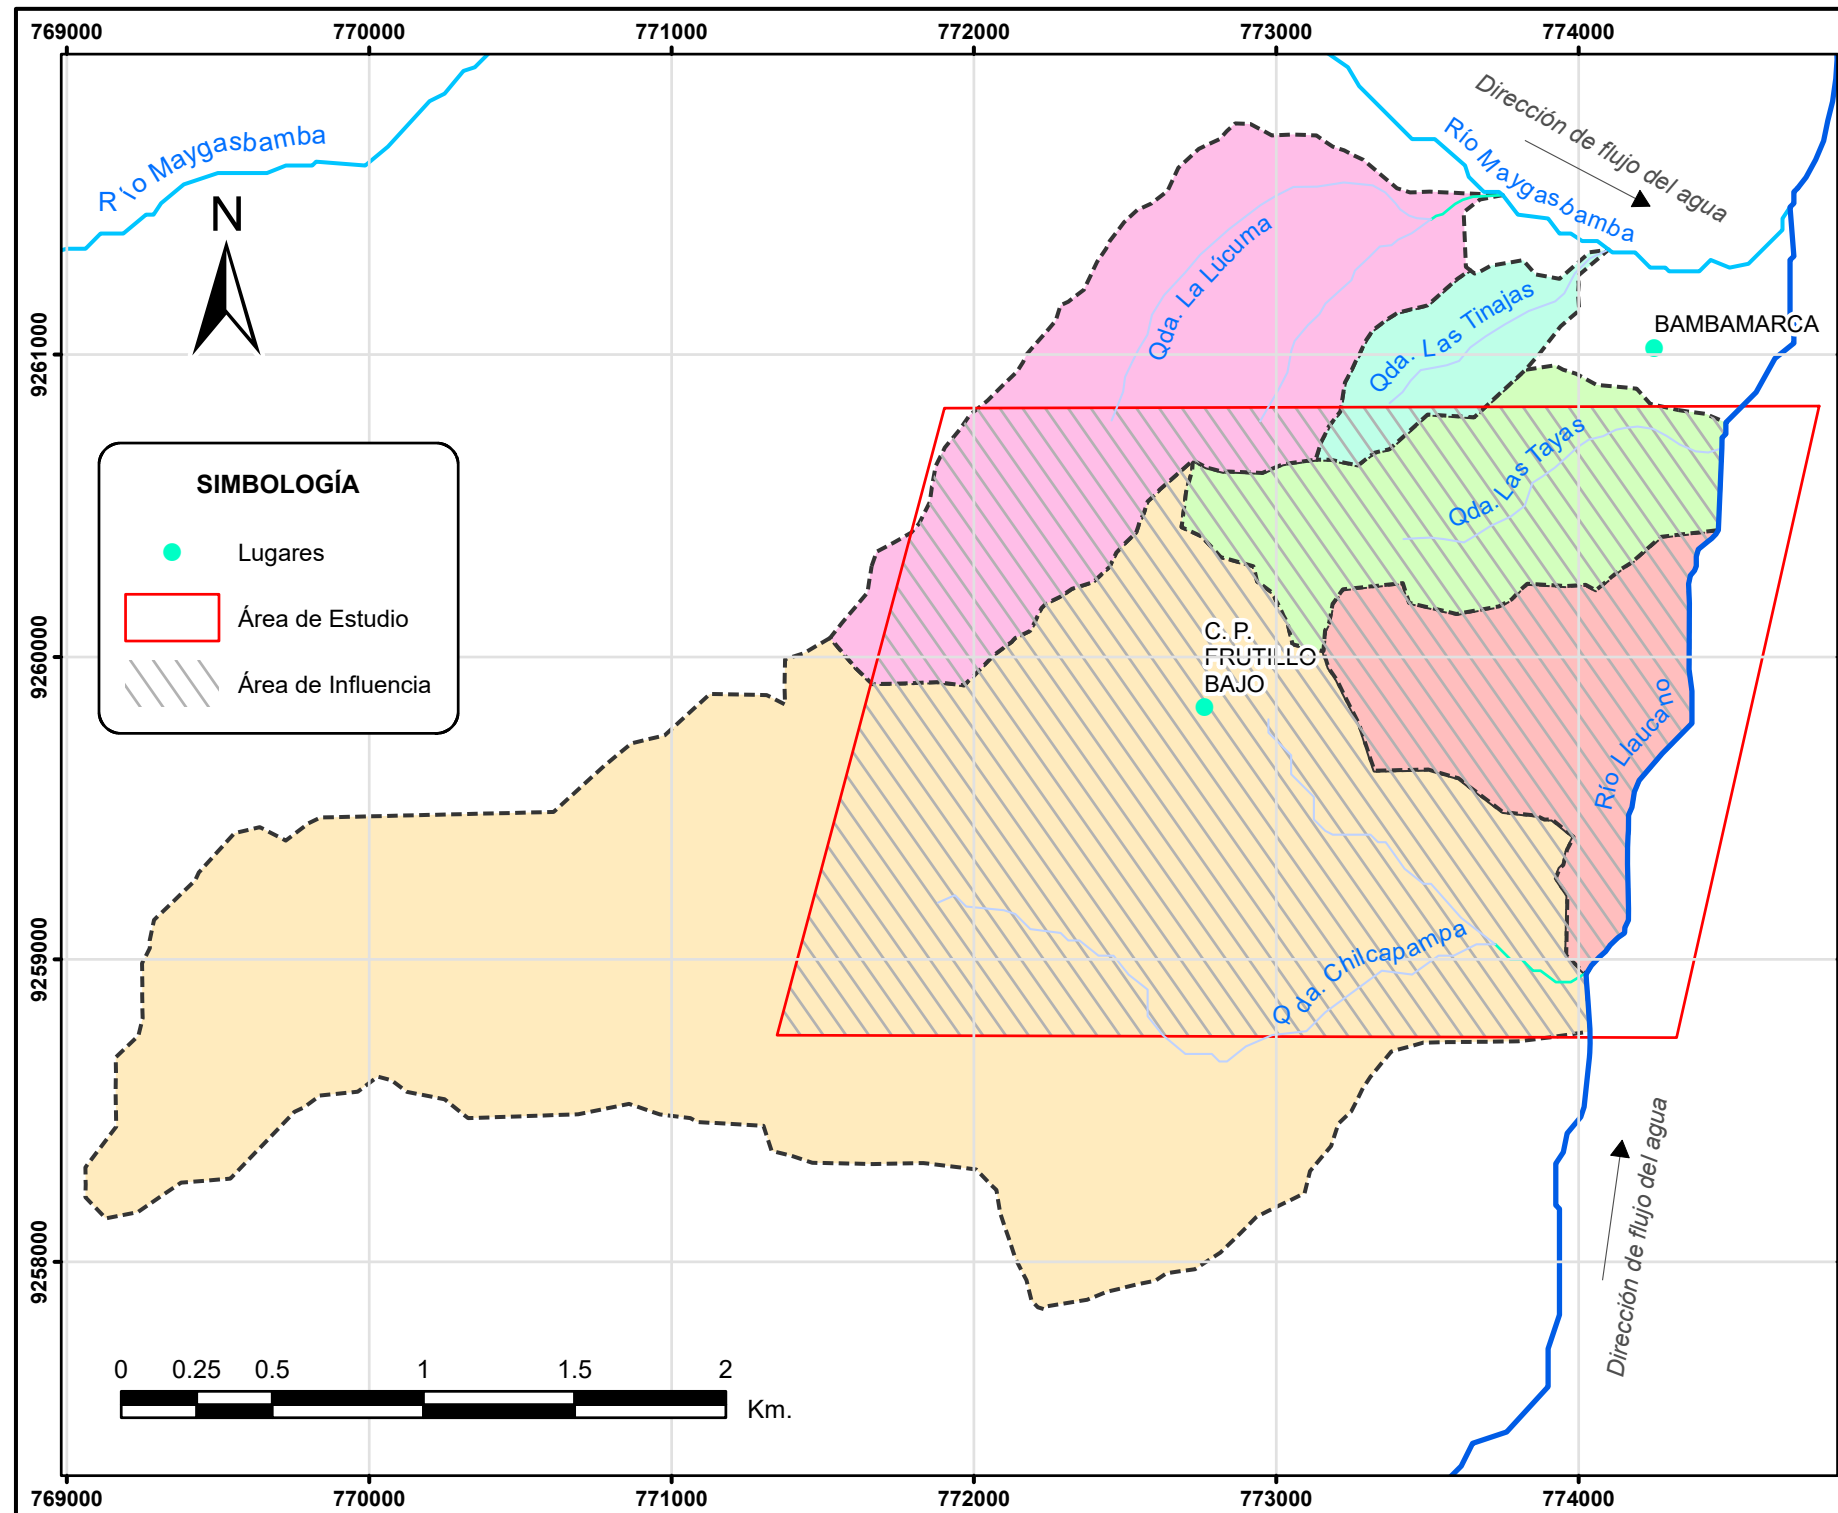 769000 770000 771000 772000 773000 774000
Dirección de flujo del agua
Río Maygasbamba
Río Maygasbamba
N
Qda. La Lúcuma
Qda. Las Tinajas
BAMBAMARCA
9261000
SIMBOLOGÍA
Lugares
Área de Estudio
Área de Influencia
Qda. Las Tayas
9260000
C. P.
FRUTILLO
BAJO
Río Llaucano
9259000
Qda. Chilcapampa
Dirección de flujo del agua
9258000
0 0.25 0.5 1 1.5 2
Km.
769000 770000 771000 772000 773000 774000